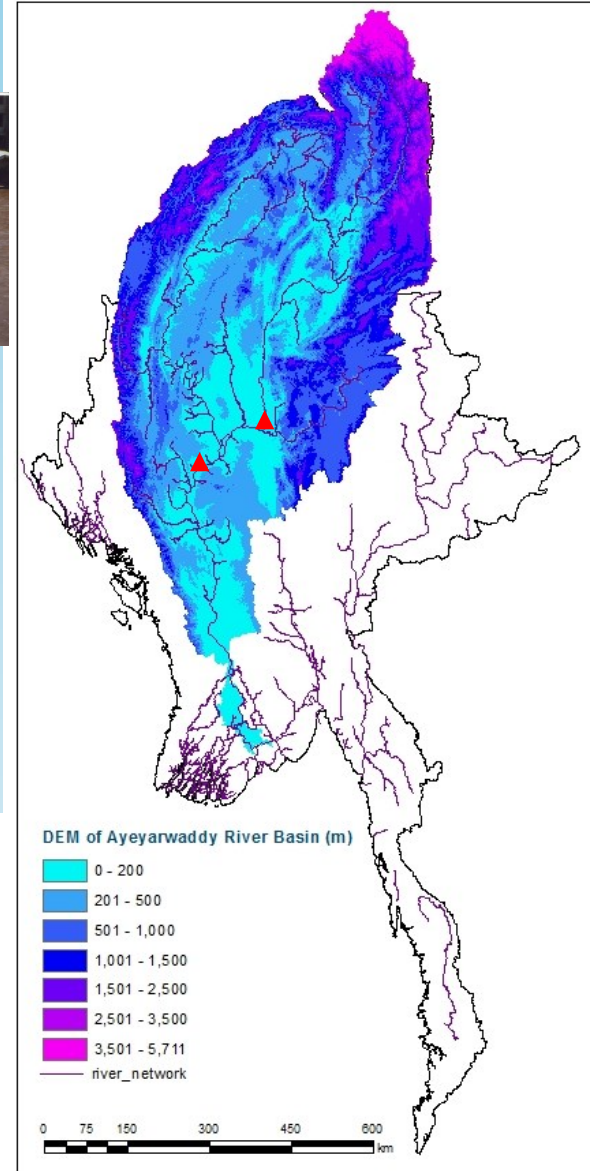 DEM of Ayeyarwaddy River Basin (m)
0 - 200
201 - 500
501 - 1,000
1,001 - 1,500
1,501 - 2,500
2,501 - 3,500
3,501 - 5,711
river_network
0 75 150 300 450 600
km